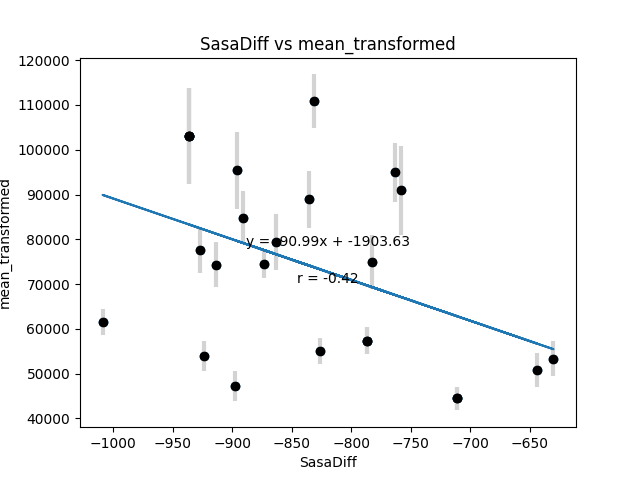 SasaDiff vs mean_transformed
mean_transformed
120000
110000
100000
90000
80000
70000
60000
50000
40000
y = -90.99x + -1903.63
r = -0.42
−1000 −950 −900 −850 −800 −750 −700 −650
SasaDiff